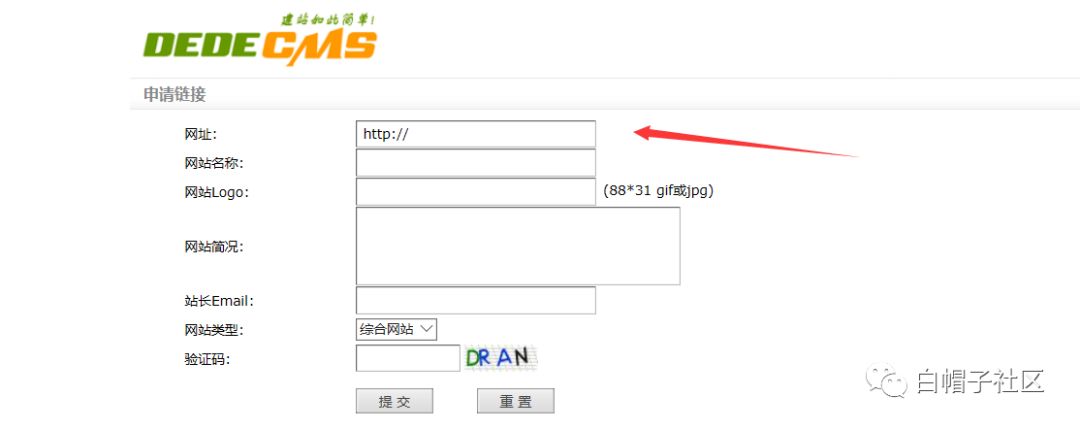 建站如此简单!
DEDECMS
申请链接
网址: http://
网站名称:
网站Logo: (88*31 gif或jpg)
网站简况:
站长Email:
网站类型: 综合网站
验证码: DRAN
提 交 重 置
白帽子社区